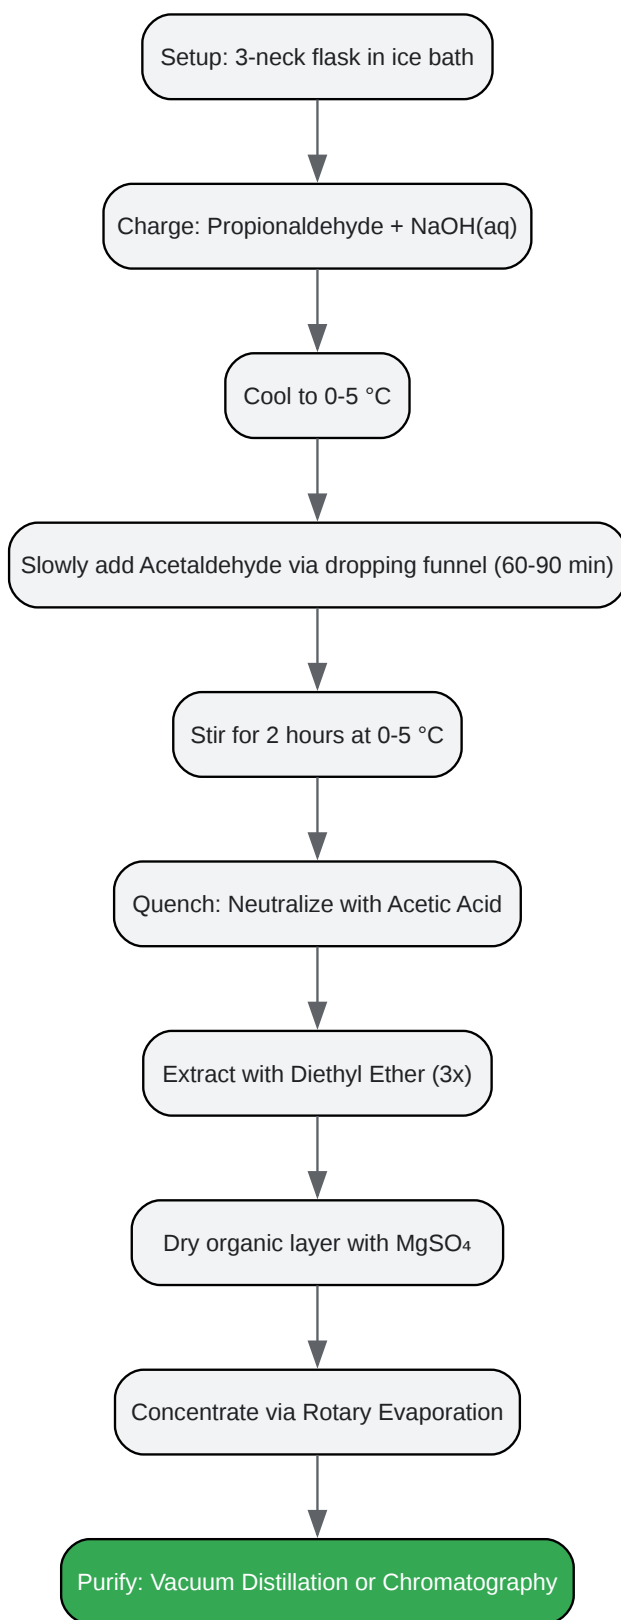 Setup: 3-neck flask in ice bath
Charge: Propionaldehyde + NaOH(aq)
Cool to 0-5 °C
Slowly add Acetaldehyde via dropping funnel (60-90 min)
Stir for 2 hours at 0-5 °C
Quench: Neutralize with Acetic Acid
Extract with Diethyl Ether (3x)
Dry organic layer with MgSO₄
Concentrate via Rotary Evaporation
Purify: Vacuum Distillation or Chromatography